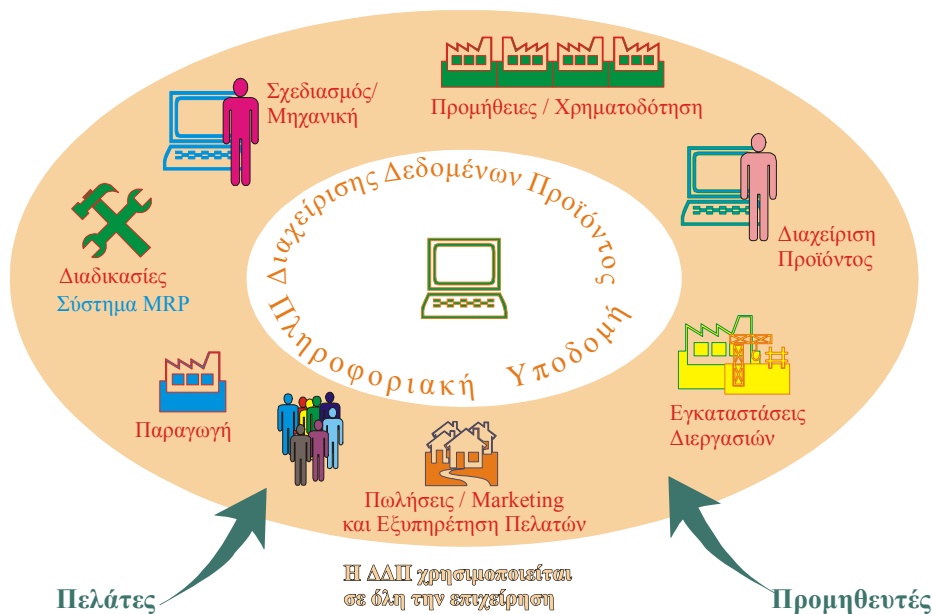 Σχεδιασμός/
Μηχανική
Προμήθειες / Χρηματοδότηση
Διαχείριση
Προϊόντος
Διαδικασίες
Σύστημα MRP
ΠΔιαχείρισης Δεδομένων Προϊόντος
Πληροφοριακή Υποδομή
Παραγωγή
Εγκαταστάσεις
Διεργασιών
Πωλήσεις / Marketing
και Εξυπηρέτηση Πελατών
Πελάτες
Η ΔΔΠ χρησιμοποιείται
σε όλη την επιχείρηση
Προμηθευτές